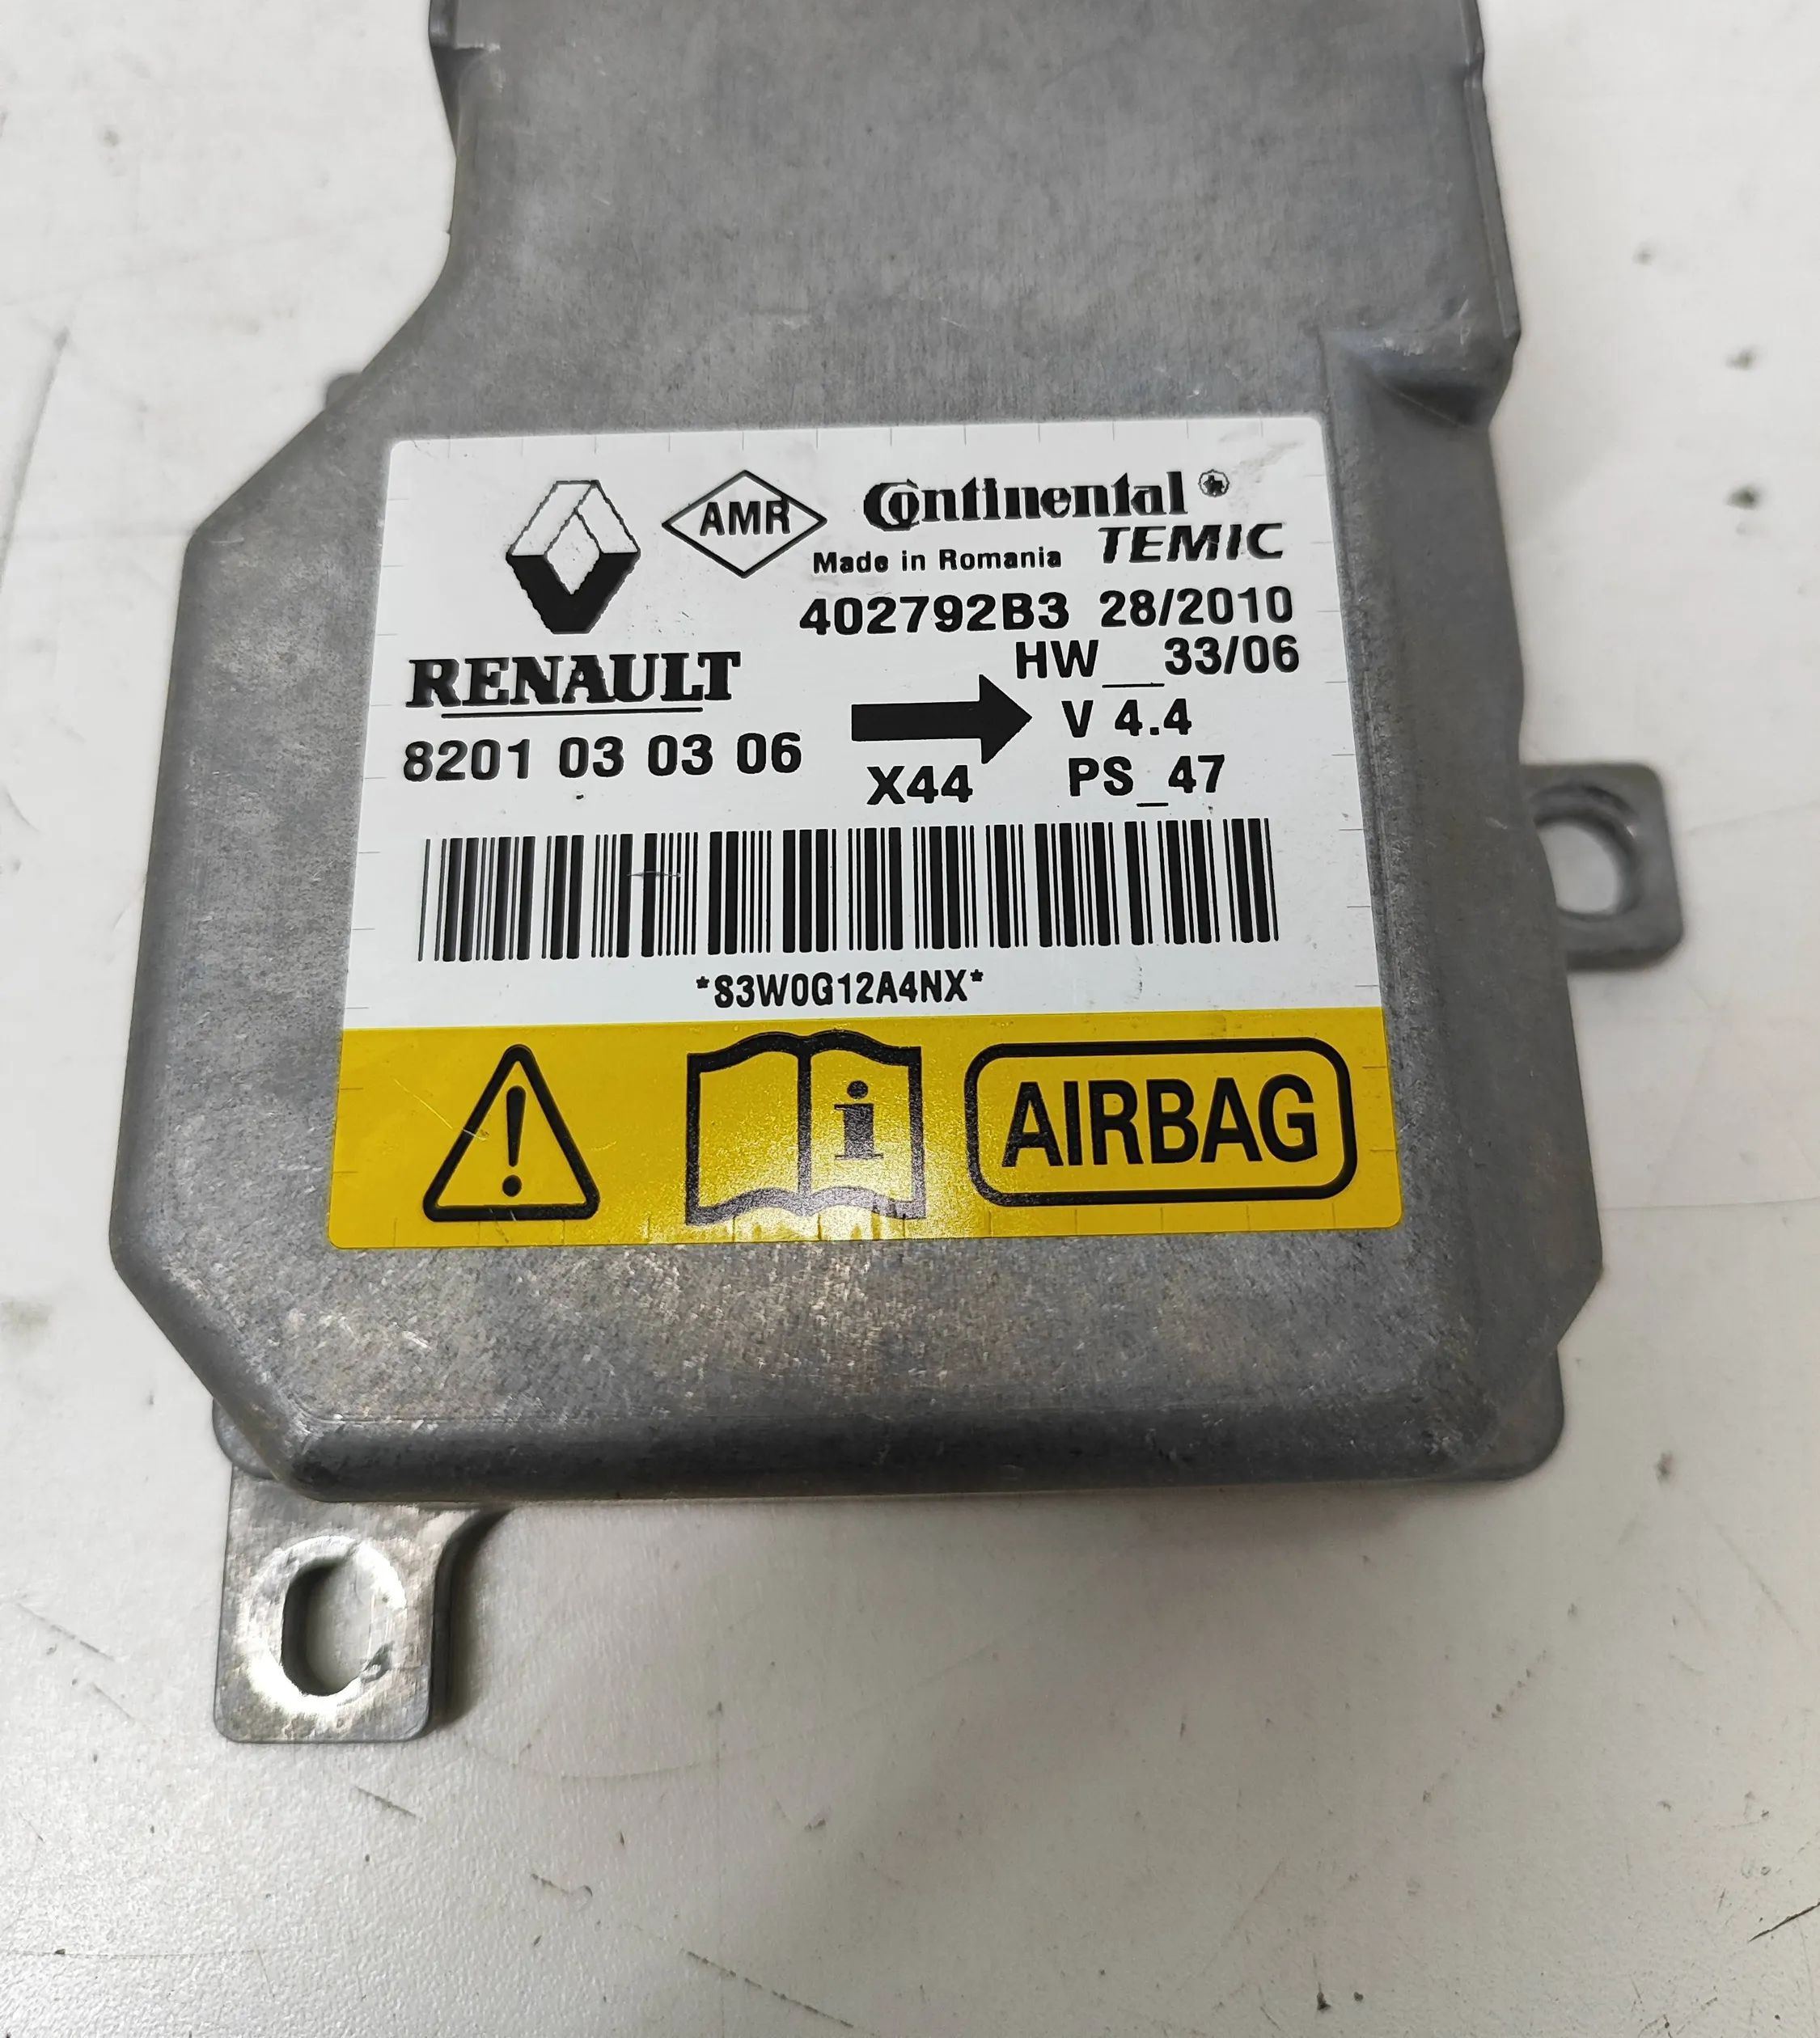 AMR Continental
Made in Romania TEMIC
402792B3 28/2010
HW__33/06
RENAULT
V 4.4
8201 03 03 06
X44 PS_47
*S3W0G12A4NX*
! i AIRBAG